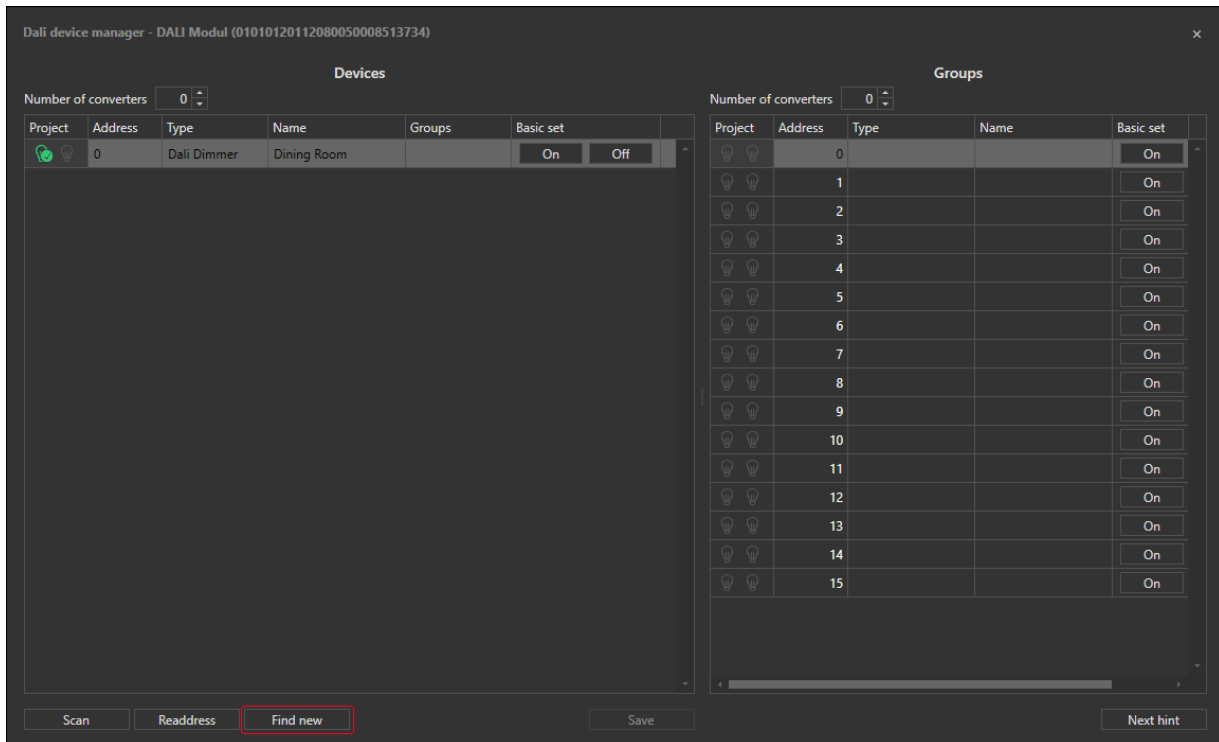 Dali device manager - DALI Modul (01010120112080050008513734)
Devices
Number of converters 0
Project Address Type Name Groups Basic set
0 Dali Dimmer Dining Room On Off
Groups
Number of converters 0
Project Address Type Name Basic set
0 On
1 On
2 On
3 On
4 On
5 On
6 On
7 On
8 On
9 On
10 On
11 On
12 On
13 On
14 On
15 On
Scan Readdress Find new Save Next hint